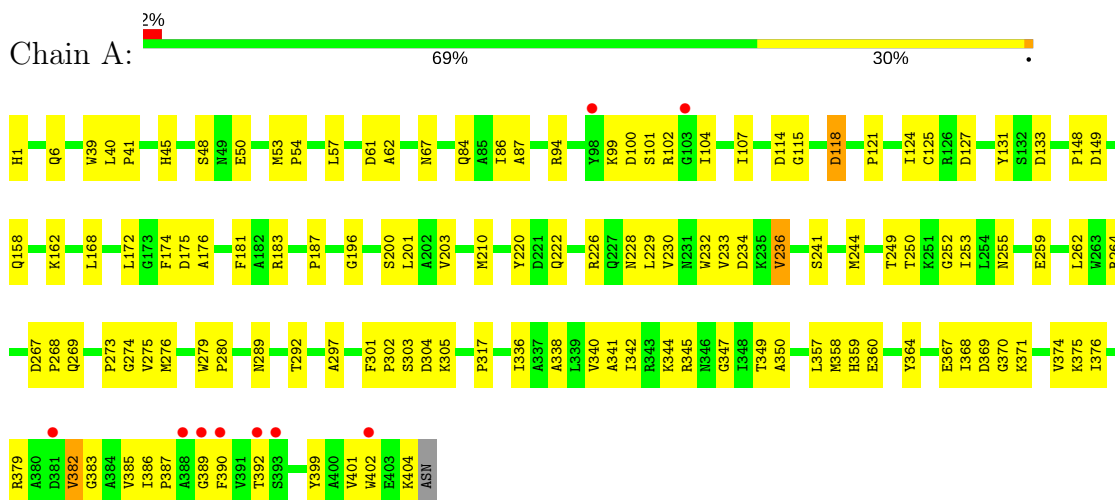 2%
Chain A:
69% 30% •
H1 Q6 W39 L40 P41 H45 S48 N49 E50 M53 P54 L57 D61 A62 N67 Q84 A85 I86 A87 R94 Y98 K99 D100 S101 R102 G103 I104 I107 D114 G115 D118 P121 I124 C125 R126 D127 Y131 S132 D133 P148 D149
Q158 K162 L168 L172 G173 F174 D175 A176 F181 A182 R183 P187 G196 S200 L201 A202 V203 M210 Y220 D221 Q222 R226 Q227 N228 L229 V230 N231 W232 V233 D234 K235 V236 S241 M244 T249 T250 K251 G252 I253 L254 N255 E259 L262 W263 R264
D267 P268 Q269 P273 G274 V275 M276 W279 P280 N289 T292 A297 F301 P302 S303 D304 K305 P317 I336 A337 A338 L339 V340 A341 I342 R343 K344 R345 N346 G347 I348 T349 A350 L357 M358 H359 E360 Y364 E367 I368 D369 G370 K371 V374 K375 I376
R379 A380 D381 V382 G383 A384 V385 I386 P387 A388 G389 F390 V391 T392 S393 Y399 A400 V401 W402 E403 K404 ASN